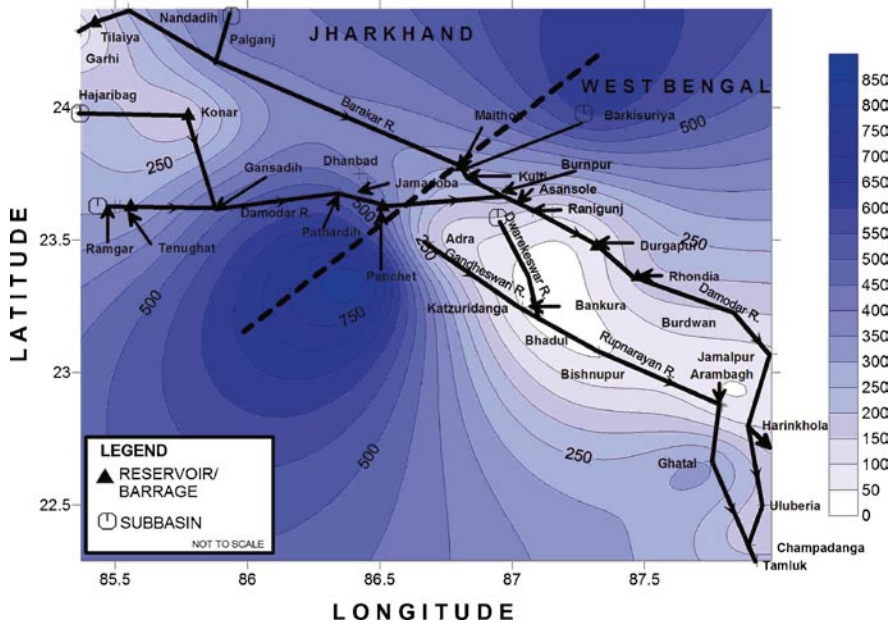 JHARKHAND
WEST BENGAL
Nandadih
Tilaiya
Palganj
Garhi
Hajaribag
Konar
Barakar R.
Maithon
Barkisuriya
500
250
Dhanbad
Gansadih
Jamadoba
Kulti
Burnpur
Asansole
500
Damodar R.
Ranigunj
Ramgar
Tenughat
Pathardih
Panchet
250
Adra
Dwarekeswar R.
Gandheswari R.
Durgapur
250
Rhondia
Damodar R.
500
750
Katzuridanga
Bankura
Burdwan
Bhadul
Rupnarayan R.
Bishnupur
Jamalpur
Arambagh
Harinkhola
500
250
Ghatal
Uluberia
Champadanga
Tamluk
LEGEND
RESERVOIR/
BARRAGE
SUBBASIN
NOT TO SCALE
LATITUDE
24
23.5
23
22.5
85.5
86
86.5
87
87.5
LONGITUDE
850
800
750
700
650
600
550
500
450
400
350
300
250
200
150
100
50
0